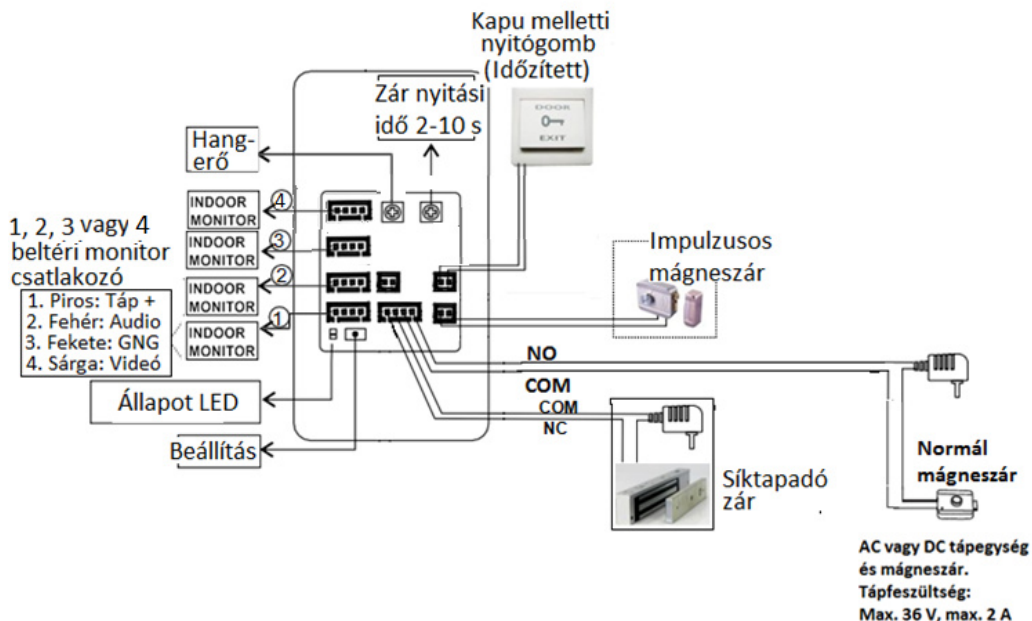 Kapu melletti
nyitógomb
(Időzített)
Zár nyitási
idő 2-10 s
DOOR
EXIT
Hang-
erő
INDOOR
MONITOR
4
INDOOR
MONITOR
3
INDOOR
MONITOR
2
INDOOR
MONITOR
1
1, 2, 3 vagy 4
beltéri monitor
csatlakozó
1. Piros: Táp +
2. Fehér: Audio
3. Fekete: GNG
4. Sárga: Videó
Impulzusos
mágneszár
NO
COM
COM
NC
Állapot LED
Beállítás
Síktapadó
zár
Normál
mágneszár
AC vagy DC tápegység
és mágneszár.
Tápfeszültség:
Max. 36 V, max. 2 A